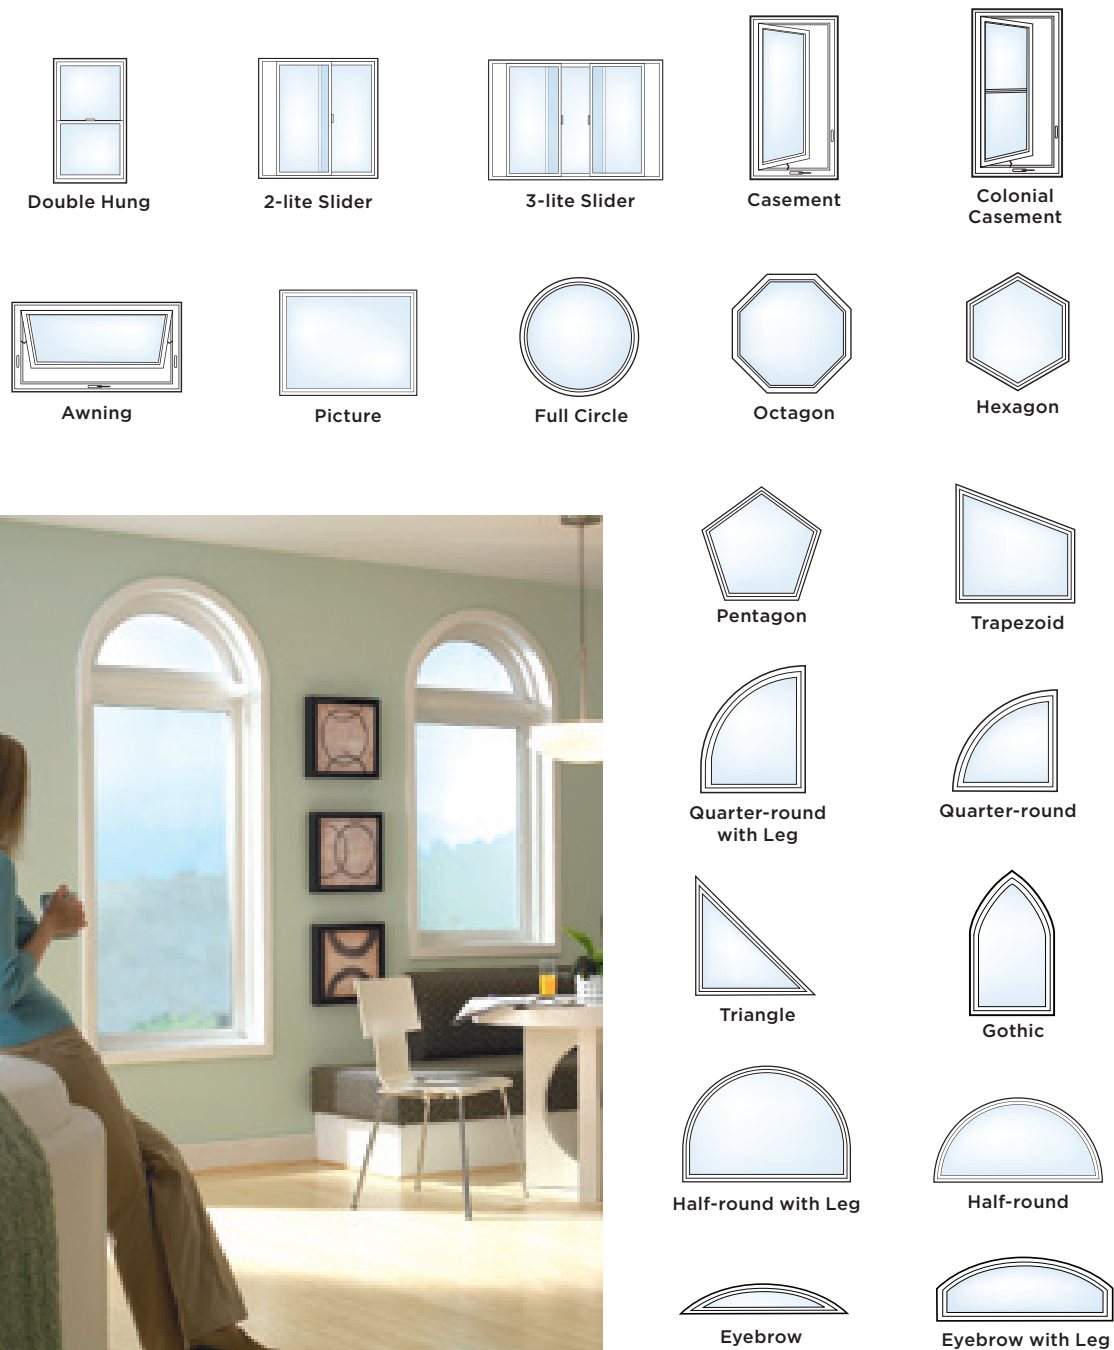 Double Hung
2-lite Slider
3-lite Slider
Casement
Colonial
Casement
Awning
Picture
Full Circle
Octagon
Hexagon
Pentagon
Trapezoid
Quarter-round
with Leg
Quarter-round
Triangle
Gothic
Half-round with Leg
Half-round
Eyebrow
Eyebrow with Leg